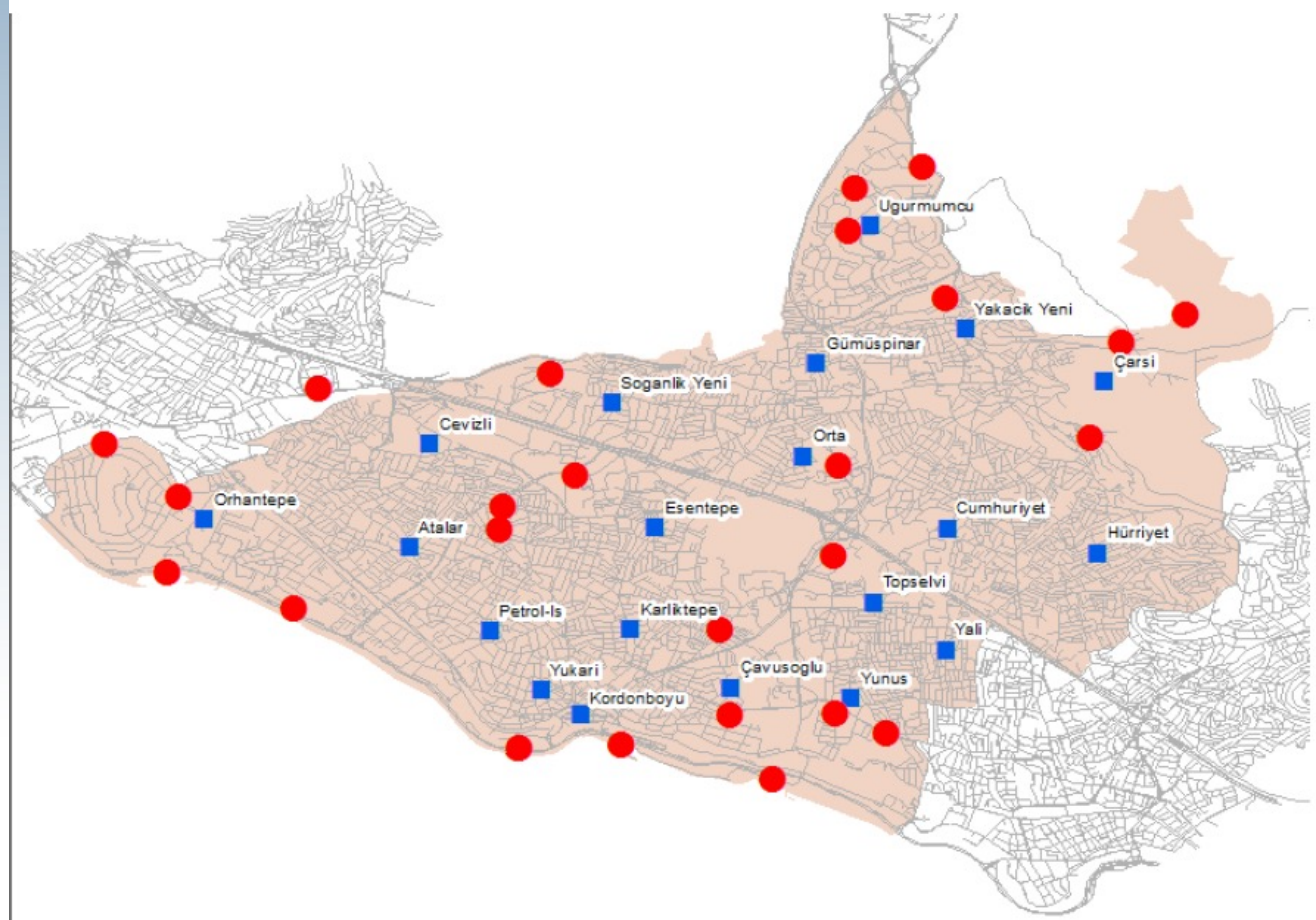 Ugurmumcu
Yakacik Yeni
Gümüspinar
Çarsi
Soganlik Yeni
Cevizli
Orta
Orhantepe
Esentepe
Cumhuriyet
Atalar
Hürriyet
Topselvi
Petrol-Is
Karliktepe
Yali
Yukari
Çavusoglu
Yunus
Kordonboyu